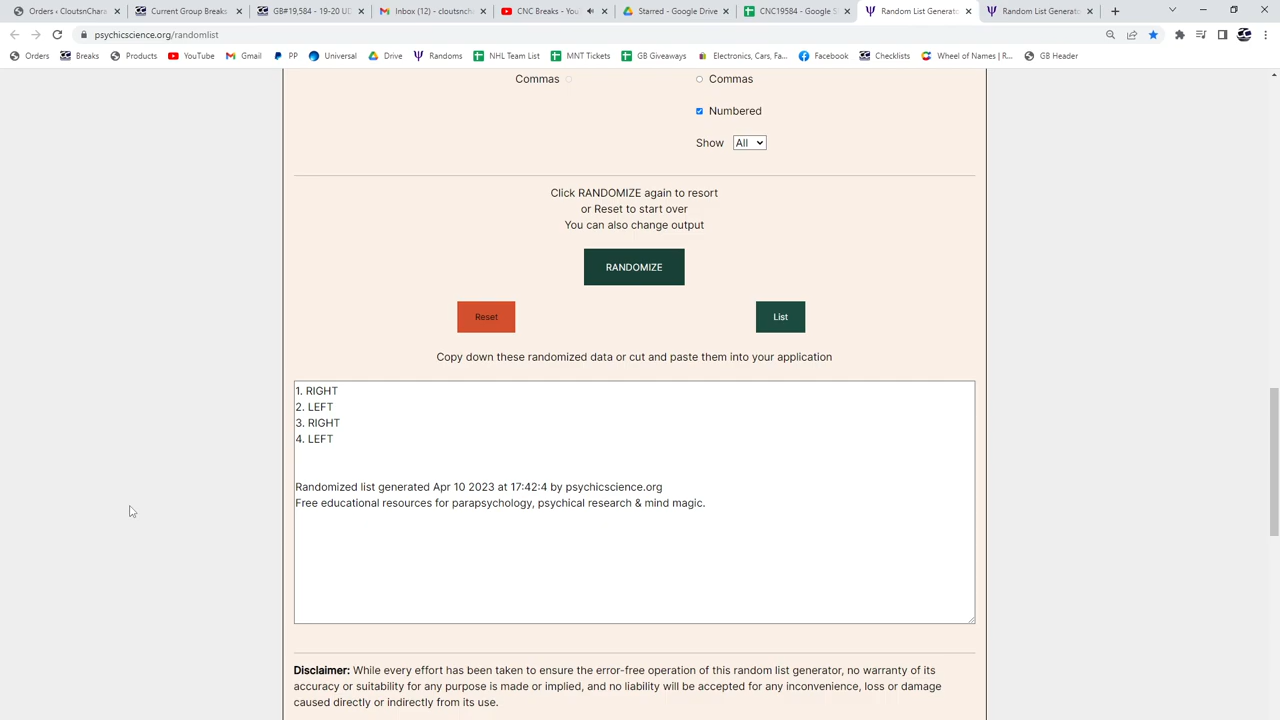 Orders ‹ CloutsnChara
Current Group Breaks
GB#19,584 - 19-20 UD
Inbox (12) - cloutsncha
CNC Breaks - You
Starred - Google Drive
CNC19584 - Google S
Random List Generato
Random List Generato
psychicscience.org/randomlist
Orders
Breaks
Products
YouTube
Gmail
PP
Universal
Drive
Randoms
NHL Team List
MNT Tickets
GB Giveaways
Electronics, Cars, Fa...
Facebook
Checklists
Wheel of Names | R...
GB Header
Commas
Commas
Numbered
Show All
Click RANDOMIZE again to resort
or Reset to start over
You can also change output
RANDOMIZE
Reset
List
Copy down these randomized data or cut and paste them into your application
1. RIGHT
2. LEFT
3. RIGHT
4. LEFT
Randomized list generated Apr 10 2023 at 17:42:4 by psychicscience.org
Free educational resources for parapsychology, psychical research & mind magic.
Disclaimer: While every effort has been taken to ensure the error-free operation of this random list generator, no warranty of its
accuracy or suitability for any purpose is made or implied, and no liability will be accepted for any inconvenience, loss or damage
caused directly or indirectly from its use.